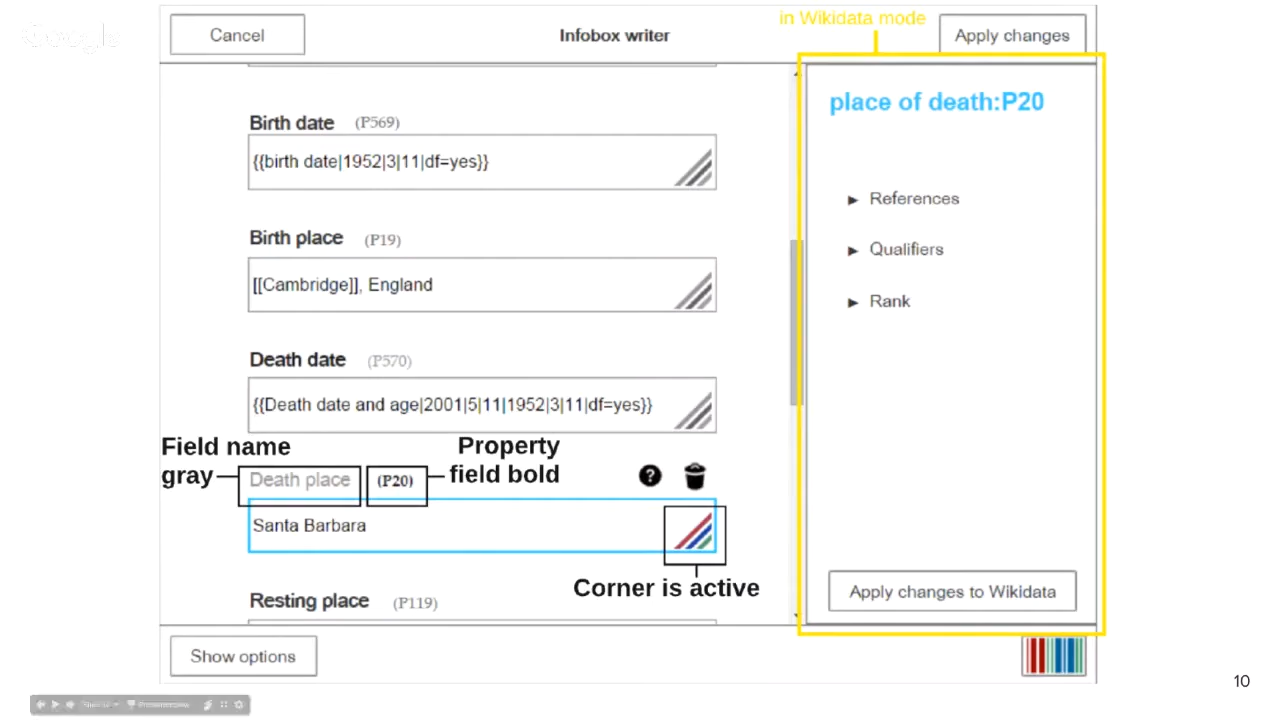 Google
in Wikidata mode
Cancel
Infobox writer
Apply changes
Birth date (P569)
{{birth date|1952|3|11|df=yes}}
Birth place (P19)
[[Cambridge]], England
Death date (P570)
{{Death date and age|2001|5|11|1952|3|11|df=yes}}
Field name
gray
Property
field bold
Death place (P20)
?
Santa Barbara
Corner is active
Resting place (P119)
Show options
place of death:P20
References
Qualifiers
Rank
Apply changes to Wikidata
10